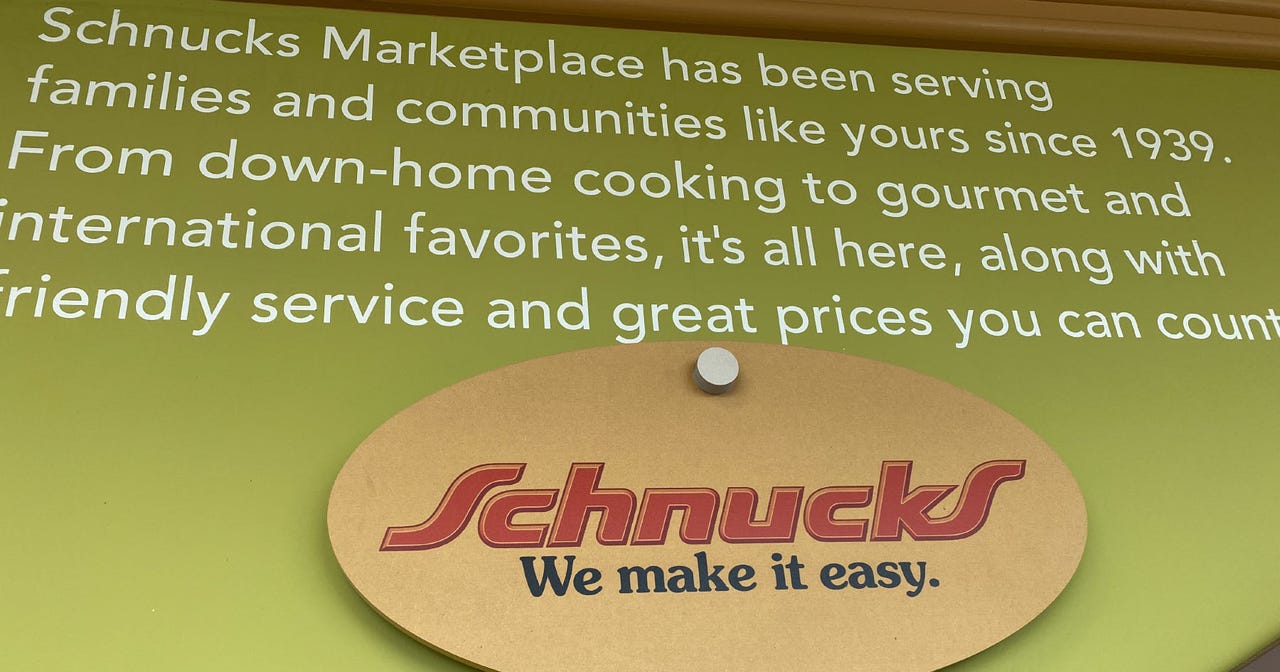 Schnucks Marketplace has been serving
families and communities like yours since 1939.
From down-home cooking to gourmet and
international favorites, it's all here, along with
friendly service and great prices you can count
Schnucks
We make it easy.